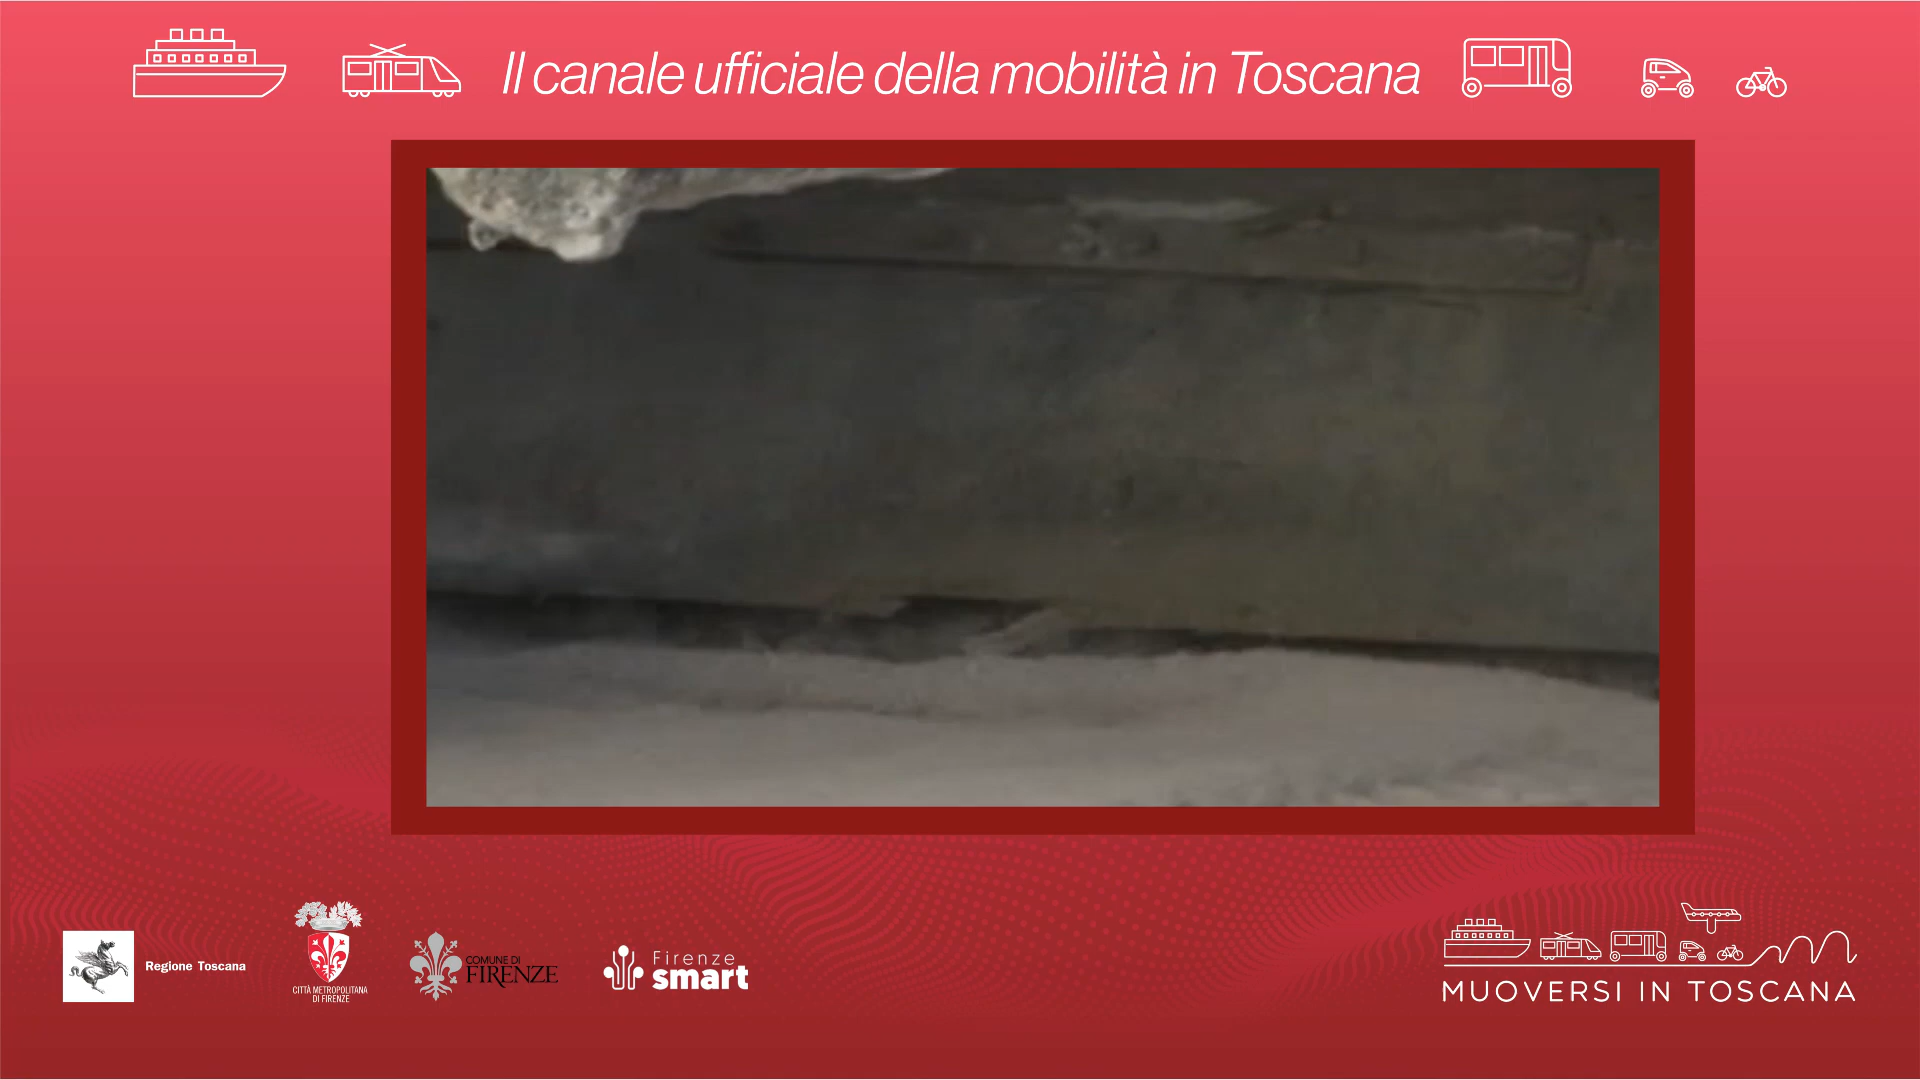 Il canale ufficiale della mobilità in Toscana
Regione Toscana
CITTÀ METROPOLITANA
DI FIRENZE
COMUNE DI
FIRENZE
Firenze
smart
MUOVERSI IN TOSCANA